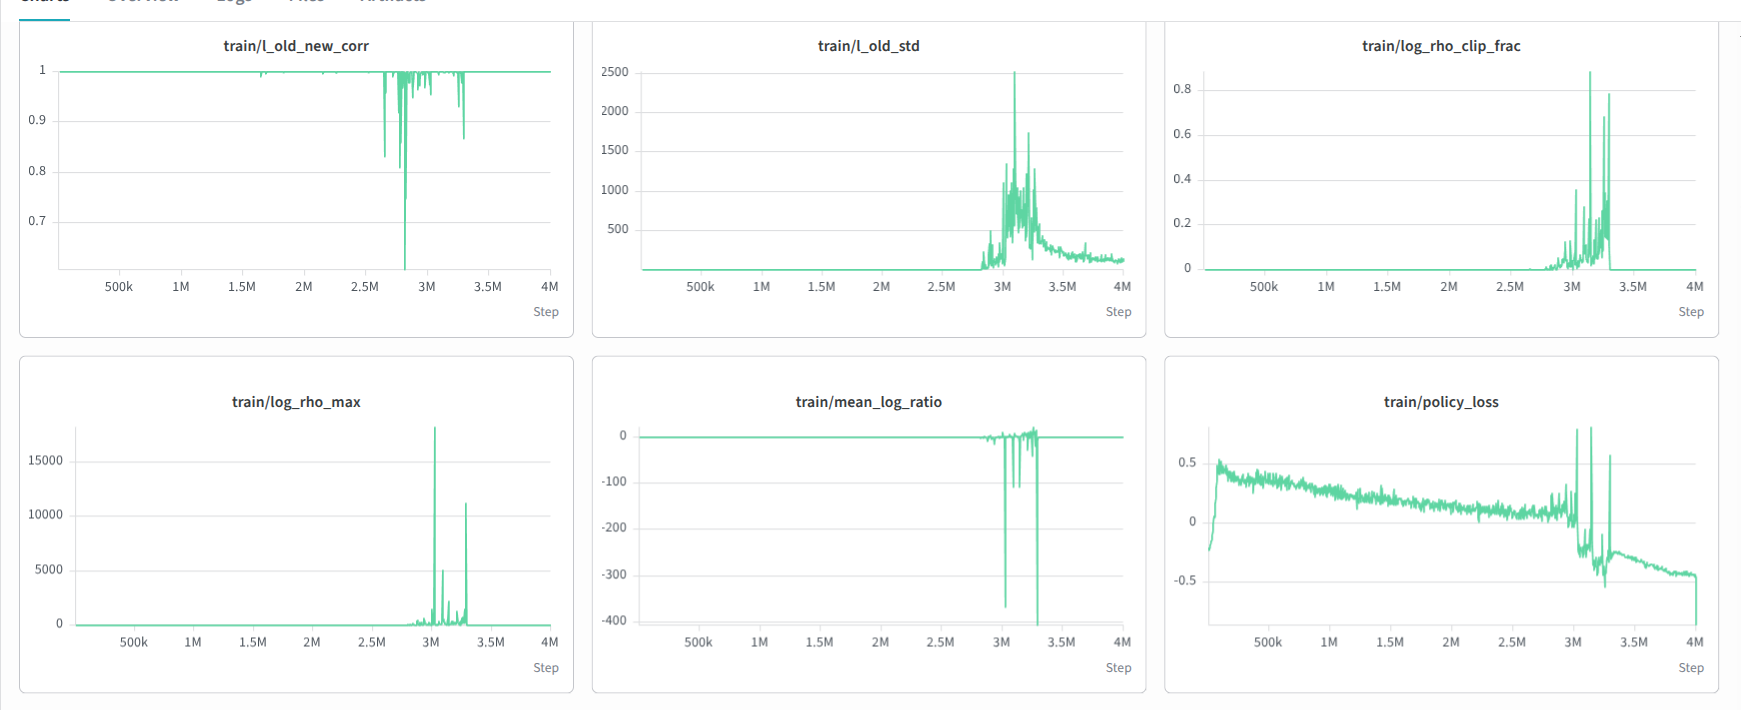 Charts Overview Logs Files Artifacts
train/l_old_new_corr
1
0.9
0.8
0.7
500k 1M 1.5M 2M 2.5M 3M 3.5M 4M
Step
train/l_old_std
2500
2000
1500
1000
500
500k 1M 1.5M 2M 2.5M 3M 3.5M 4M
Step
train/log_rho_clip_frac
0.8
0.6
0.4
0.2
0
500k 1M 1.5M 2M 2.5M 3M 3.5M 4M
Step
train/log_rho_max
15000
10000
5000
0
500k 1M 1.5M 2M 2.5M 3M 3.5M 4M
Step
train/mean_log_ratio
0
-100
-200
-300
-400
500k 1M 1.5M 2M 2.5M 3M 3.5M 4M
Step
train/policy_loss
0.5
0
-0.5
500k 1M 1.5M 2M 2.5M 3M 3.5M 4M
Step